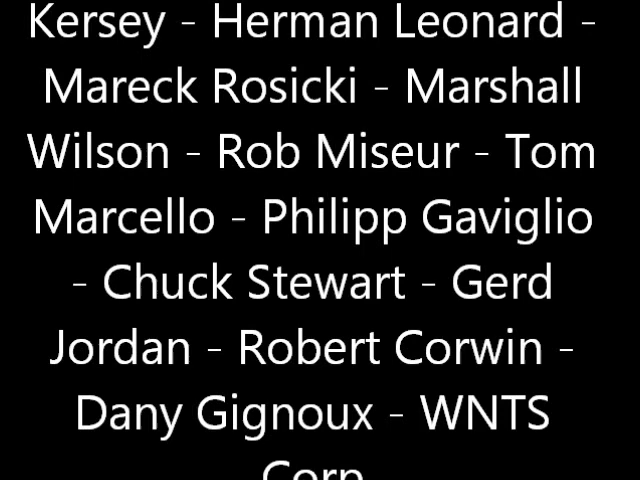 Kersey - Herman Leonard -
Mareck Rosicki - Marshall
Wilson - Rob Miseur - Tom
Marcello - Philipp Gaviglio
- Chuck Stewart - Gerd
Jordan - Robert Corwin -
Dany Gignoux - WNTS
Corp